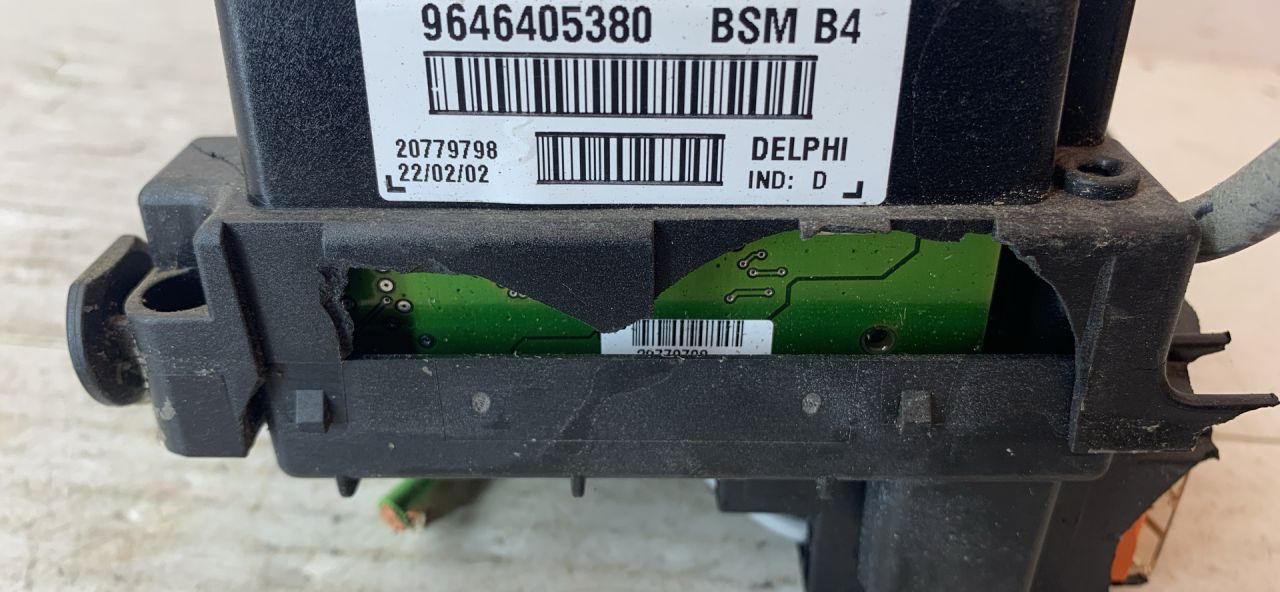 9646405380 BSM B4
20779798 DELPHI
22/02/02 IND: D